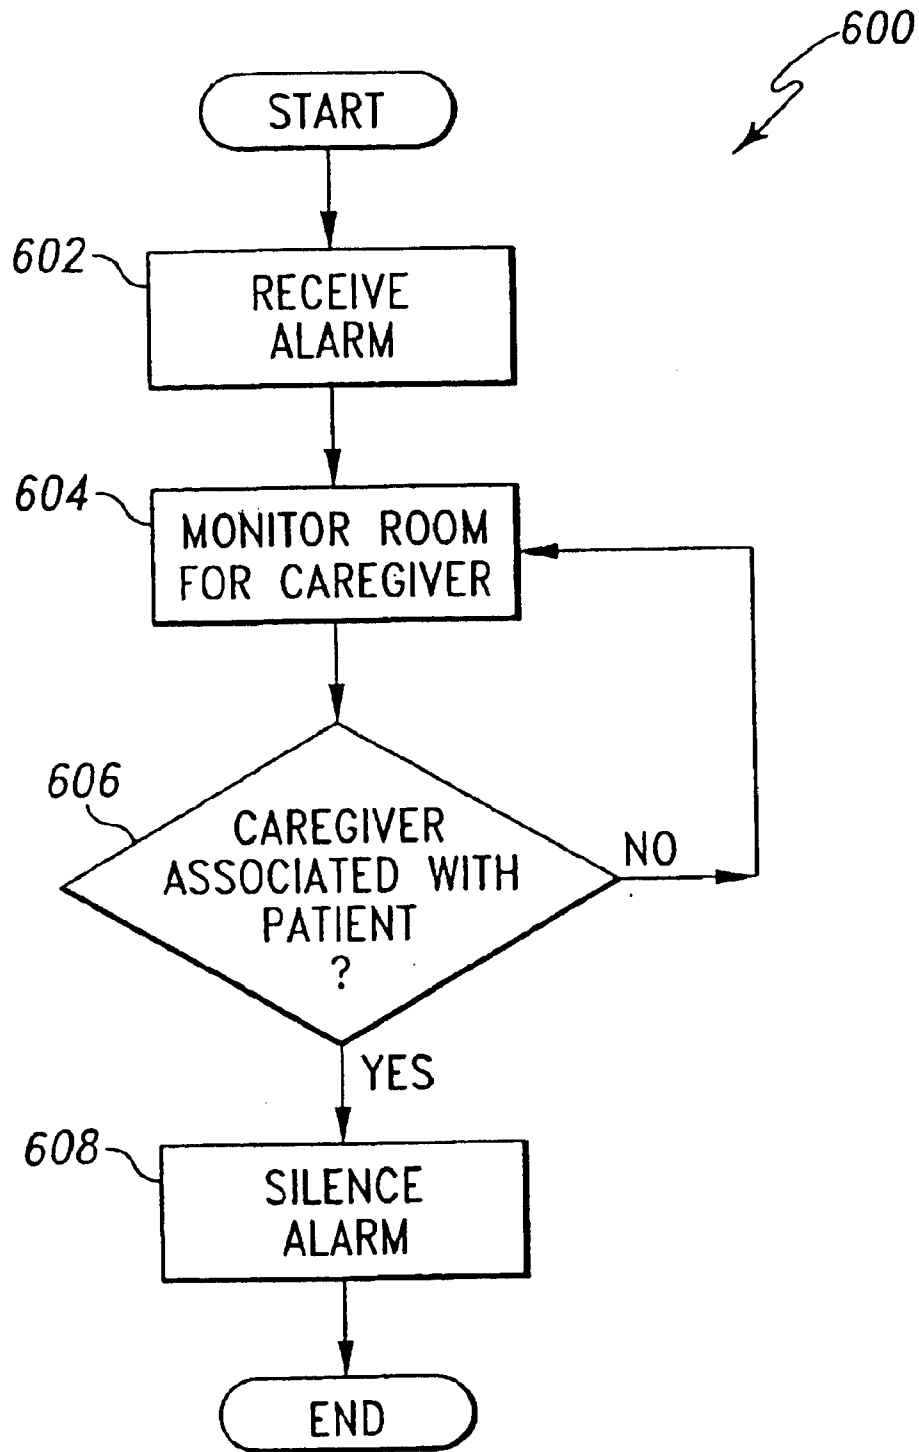 600
START
602
RECEIVE
ALARM
604
MONITOR ROOM
FOR CAREGIVER
606
CAREGIVER
ASSOCIATED WITH
PATIENT
?
NO
YES
608
SILENCE
ALARM
END